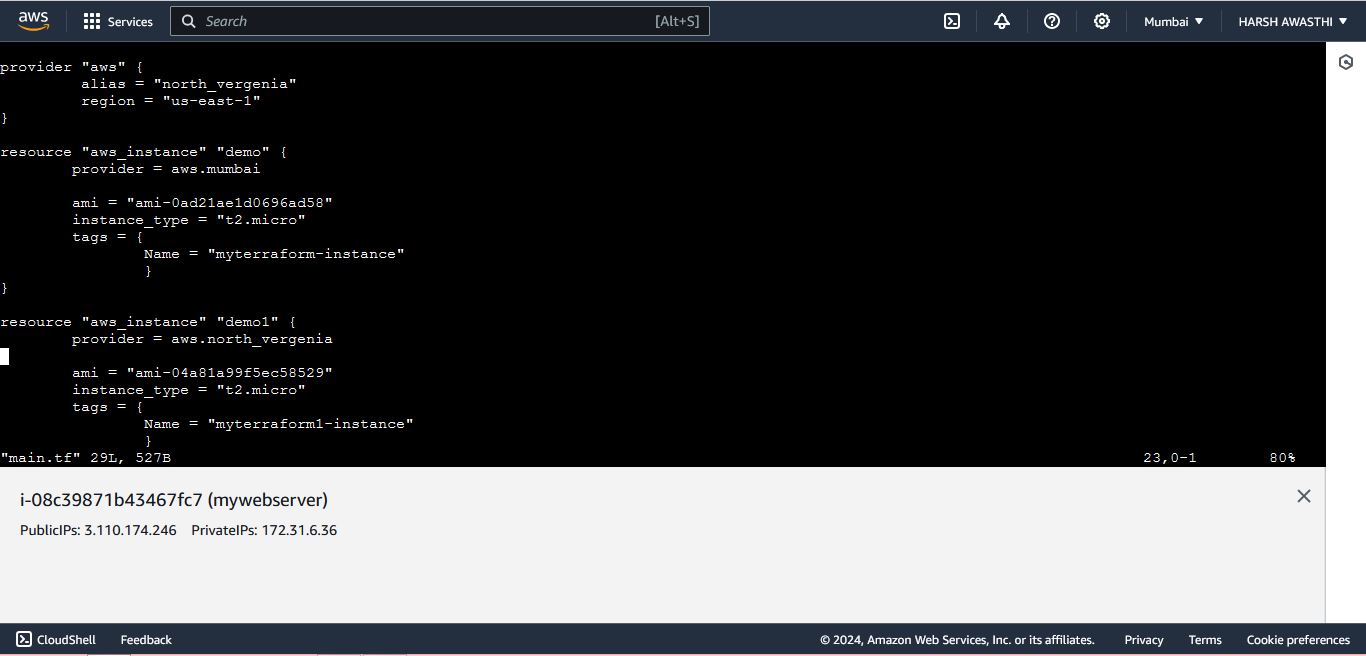 aws Services Search [Alt+S] Mumbai ▼ HARSH AWASTHI ▼
provider "aws" {
        alias = "north_vergenia"
        region = "us-east-1"
}
resource "aws_instance" "demo" {
        provider = aws.mumbai
        ami = "ami-0ad21ae1d0696ad58"
        instance_type = "t2.micro"
        tags = {
                Name = "myterraform-instance"
                }
}
resource "aws_instance" "demo1" {
        provider = aws.north_vergenia
        ami = "ami-04a81a99f5ec58529"
        instance_type = "t2.micro"
        tags = {
                Name = "myterraform1-instance"
                }
"main.tf" 29L, 527B 23,0-1 80%
i-08c39871b43467fc7 (mywebserver)
PublicIPs: 3.110.174.246 PrivateIPs: 172.31.6.36
CloudShell Feedback © 2024, Amazon Web Services, Inc. or its affiliates. Privacy Terms Cookie preferences